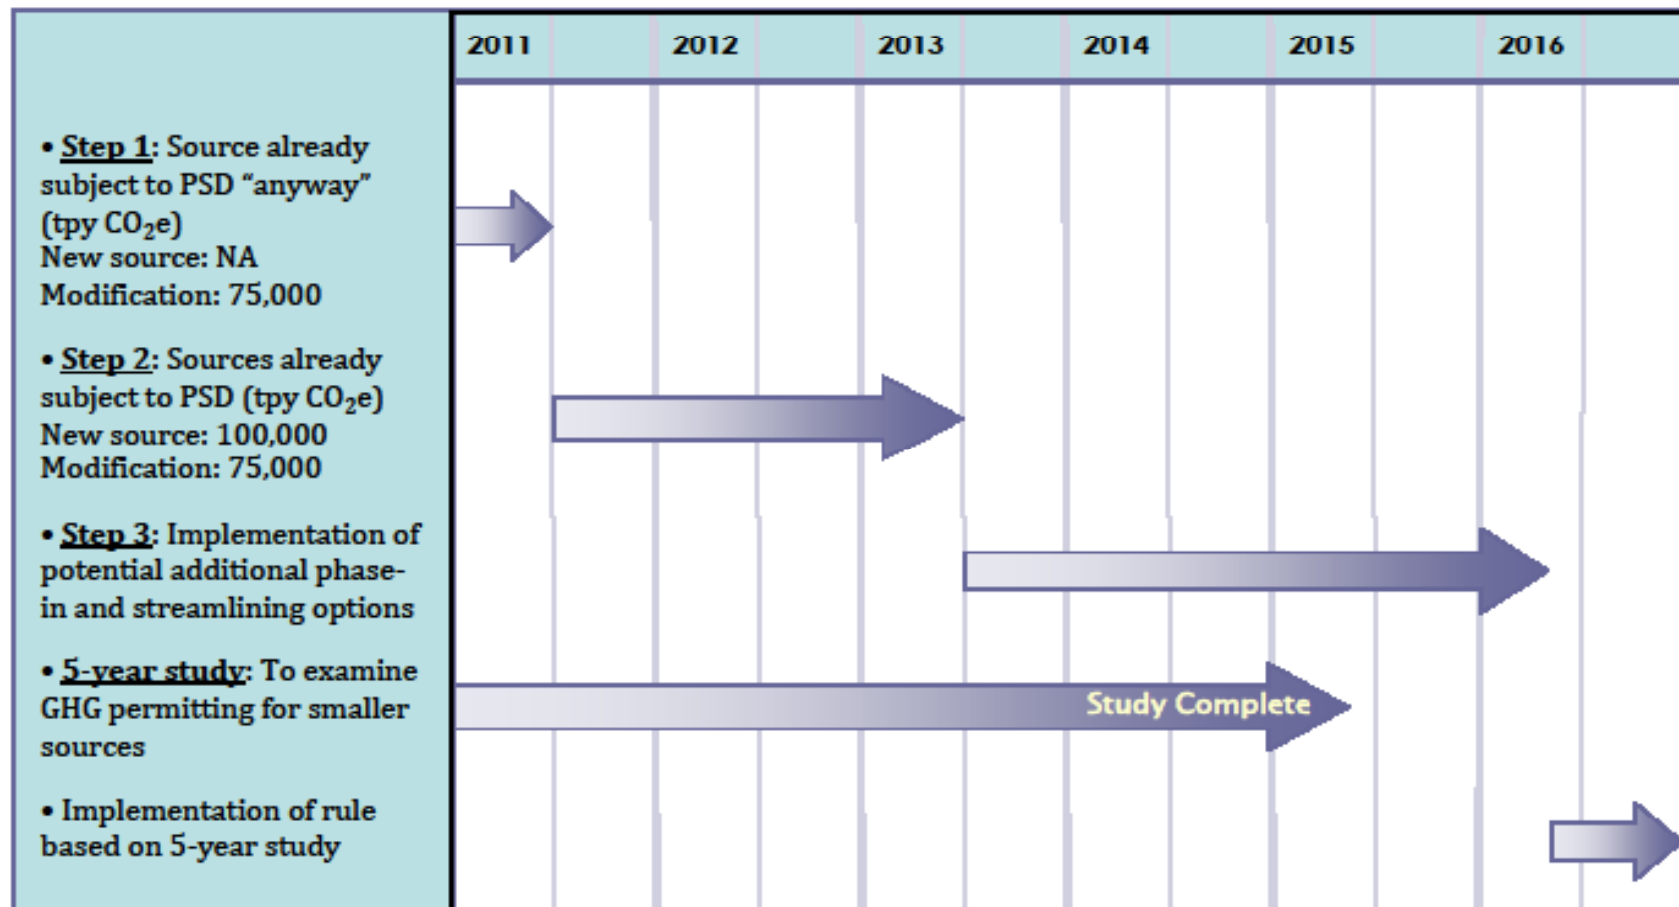 2011 2012 2013 2014 2015 2016
• Step 1: Source already
subject to PSD “anyway”
(tpy CO₂e)
New source: NA
Modification: 75,000
• Step 2: Sources already
subject to PSD (tpy CO₂e)
New source: 100,000
Modification: 75,000
• Step 3: Implementation of
potential additional phase-
in and streamlining options
• 5-year study: To examine
GHG permitting for smaller
sources
Study Complete
• Implementation of rule
based on 5-year study